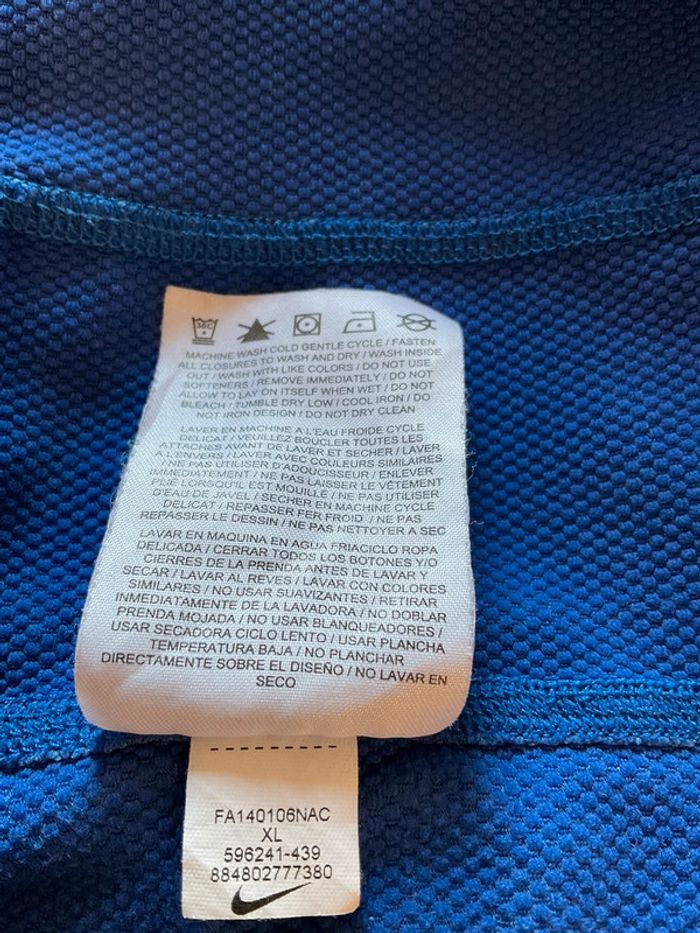 30C
MACHINE WASH COLD GENTLE CYCLE / FASTEN
ALL CLOSURES TO WASH AND DRY / WASH INSIDE
OUT / WASH WITH LIKE COLORS / DO NOT USE
SOFTENERS / REMOVE IMMEDIATELY / DO NOT
ALLOW TO LAY ON ITSELF WHEN WET / DO NOT
BLEACH / TUMBLE DRY LOW / COOL IRON / DO
NOT IRON DESIGN / DO NOT DRY CLEAN
LAVER EN MACHINE A L'EAU FROIDE CYCLE
DELICAT / VEUILLEZ BOUCLER TOUTES LES
ATTACHES AVANT DE LAVER ET SECHER / LAVER
A L'ENVERS / LAVER AVEC COULEURS SIMILAIRES
/ NE PAS UTILISER D'ADOUCISSEUR / ENLEVER
IMMEDIATEMENT / NE PAS LAISSER LE VÊTEMENT
PLIÉ LORSQU'IL EST MOUILLÉ / NE PAS UTILISER
D'EAU DE JAVEL / SECHER EN MACHINE CYCLE
DELICAT / REPASSER FER FROID / NE PAS
REPASSER LE DESSIN / NE PAS NETTOYER A SEC
LAVAR EN MAQUINA EN AGUA FRIACICLO ROPA
DELICADA / CERRAR TODOS LOS BOTONES Y/O
CIERRES DE LA PRENDA ANTES DE LAVAR Y
SECAR / LAVAR AL REVES / LAVAR CON COLORES
SIMILARES / NO USAR SUAVIZANTES / RETIRAR
INMEDIATAMENTE DE LA LAVADORA / NO DOBLAR
PRENDA MOJADA / NO USAR BLANQUEADORES /
USAR SECADORA CICLO LENTO / USAR PLANCHA
TEMPERATURA BAJA / NO PLANCHAR
DIRECTAMENTE SOBRE EL DISEÑO / NO LAVAR EN
SECO
FA140106NAC
XL
596241-439
884802777380